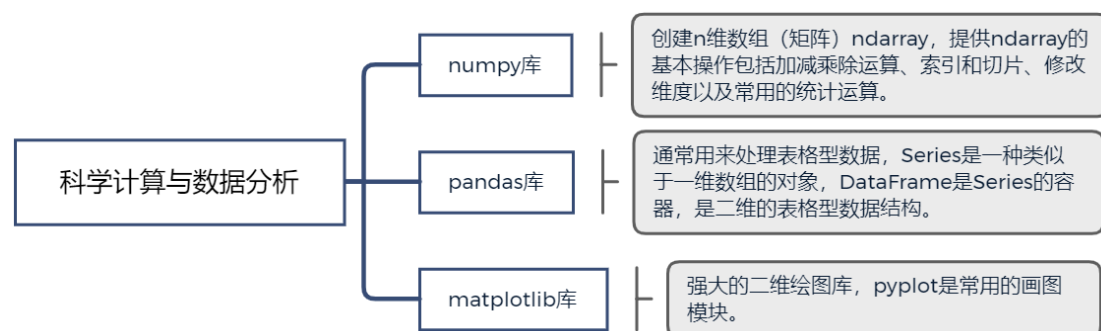 科学计算与数据分析
numpy库
创建n维数组（矩阵）ndarray，提供ndarray的
基本操作包括加减乘除运算、索引和切片、修改
维度以及常用的统计运算。
pandas库
通常用来处理表格型数据，Series是一种类似
于一维数组的对象，DataFrame是Series的容
器，是二维的表格型数据结构。
matplotlib库
强大的二维绘图库，pyplot是常用的画图
模块。